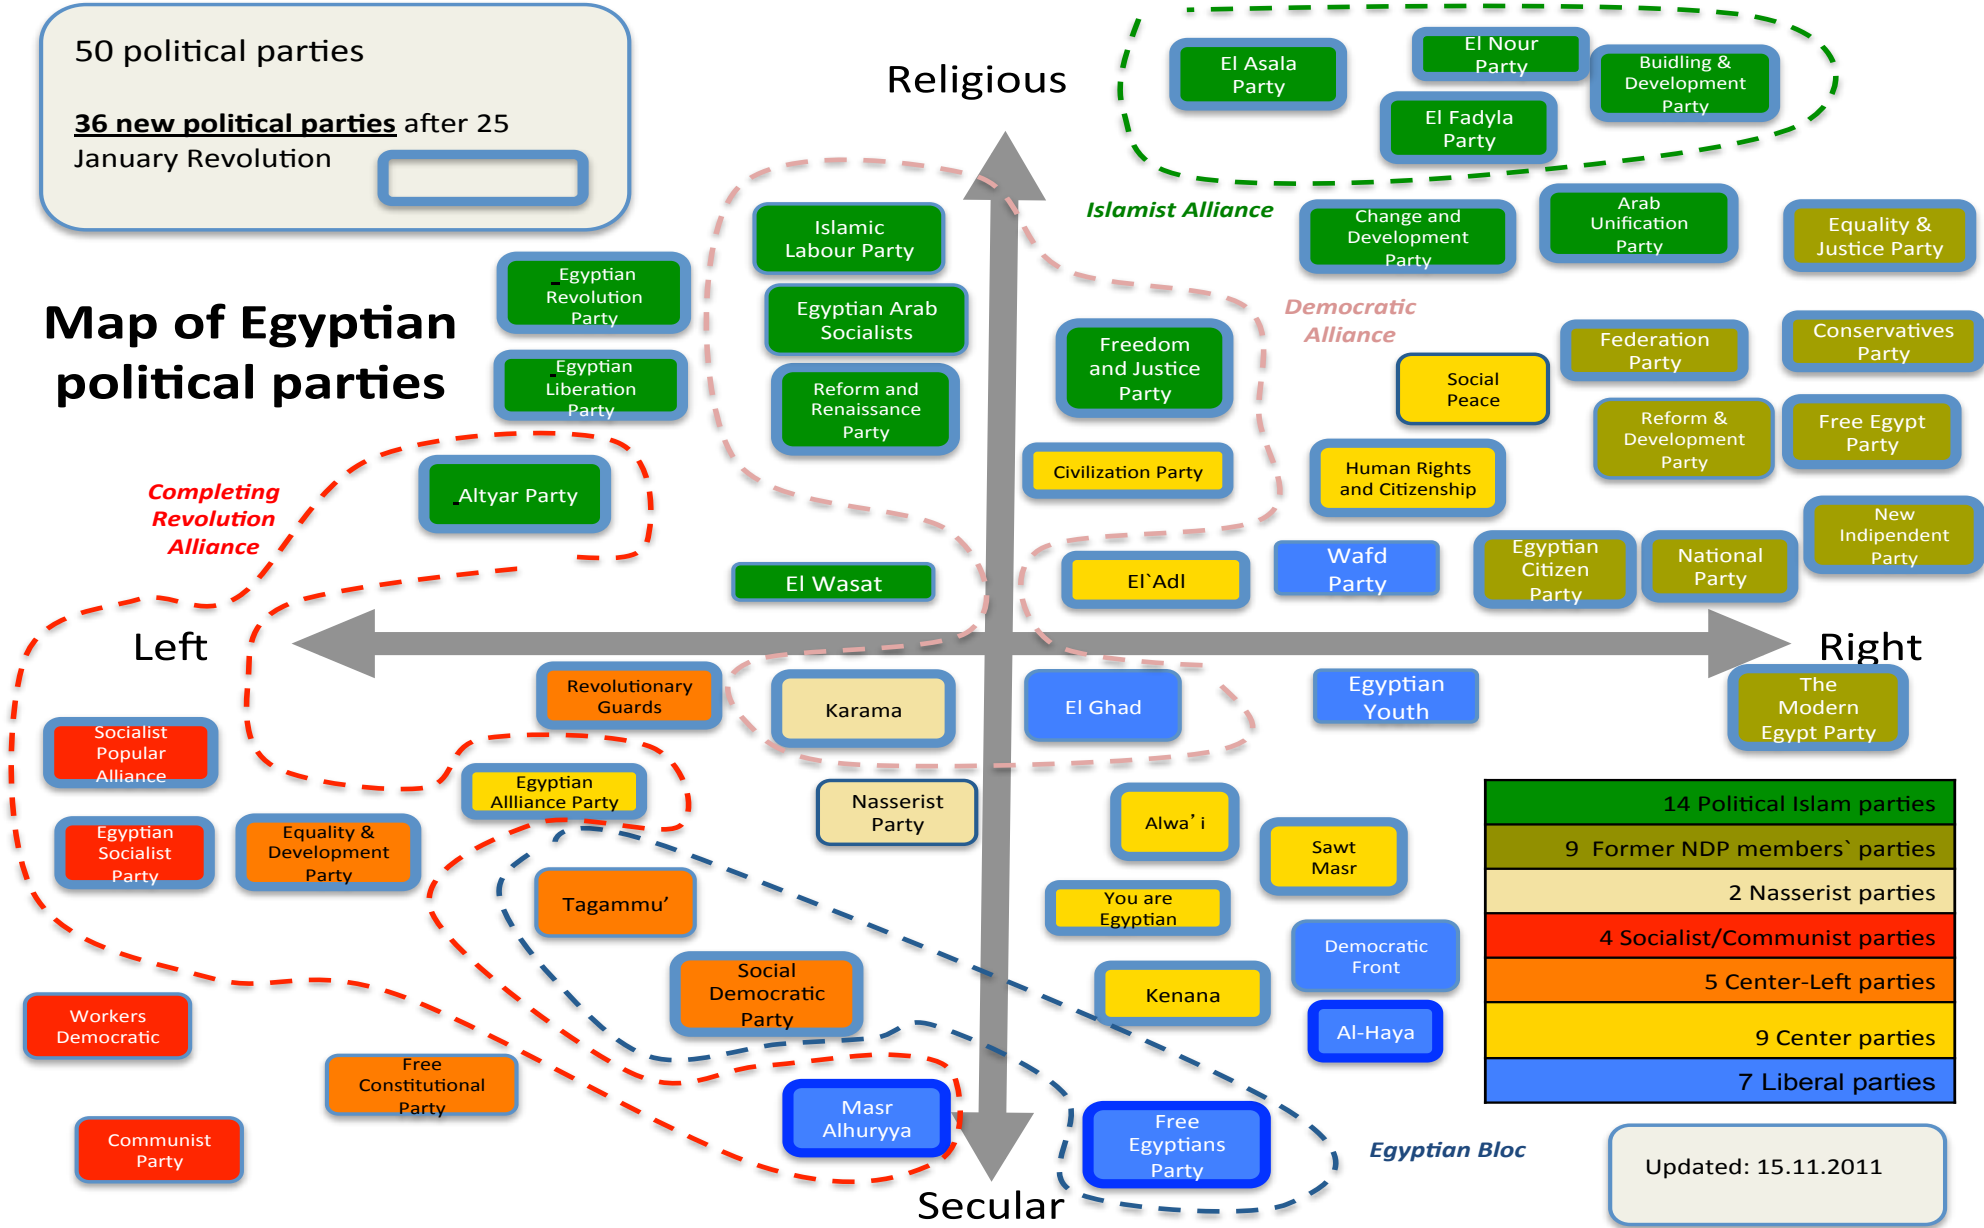 50 political parties
36 new political parties after 25
January Revolution
Map of Egyptian
political parties
Religious
Secular
Left
Right
El Asala
Party
El Nour
Party
Buidling &
Development
Party
El Fadyla
Party
Islamist Alliance
Change and
Development
Party
Arab
Unification
Party
Equality &
Justice Party
Islamic
Labour Party
Egyptian
Revolution
Party
Egyptian Arab
Socialists
Democratic
Alliance
Freedom
and Justice
Party
Federation
Party
Conservatives
Party
Egyptian
Liberation
Party
Reform and
Renaissance
Party
Social
Peace
Reform &
Development
Party
Free Egypt
Party
Civilization Party
Human Rights
and Citizenship
Completing
Revolution
Alliance
Altyar Party
New
Indipendent
Party
El Wasat
El`Adl
Wafd
Party
Egyptian
Citizen
Party
National
Party
Revolutionary
Guards
Karama
El Ghad
Egyptian
Youth
The
Modern
Egypt Party
Socialist
Popular
Alliance
Egyptian
Allliance Party
Nasserist
Party
Alwa’ i
Sawt
Masr
Egyptian
Socialist
Party
Equality &
Development
Party
Tagammu’
You are
Egyptian
Democratic
Front
Social
Democratic
Party
Kenana
Al-Haya
Workers
Democratic
Free
Constitutional
Party
Masr
Alhuryya
Free
Egyptians
Party
Egyptian Bloc
Communist
Party
14 Political Islam parties
9 Former NDP members` parties
2 Nasserist parties
4 Socialist/Communist parties
5 Center-Left parties
9 Center parties
7 Liberal parties
Updated: 15.11.2011